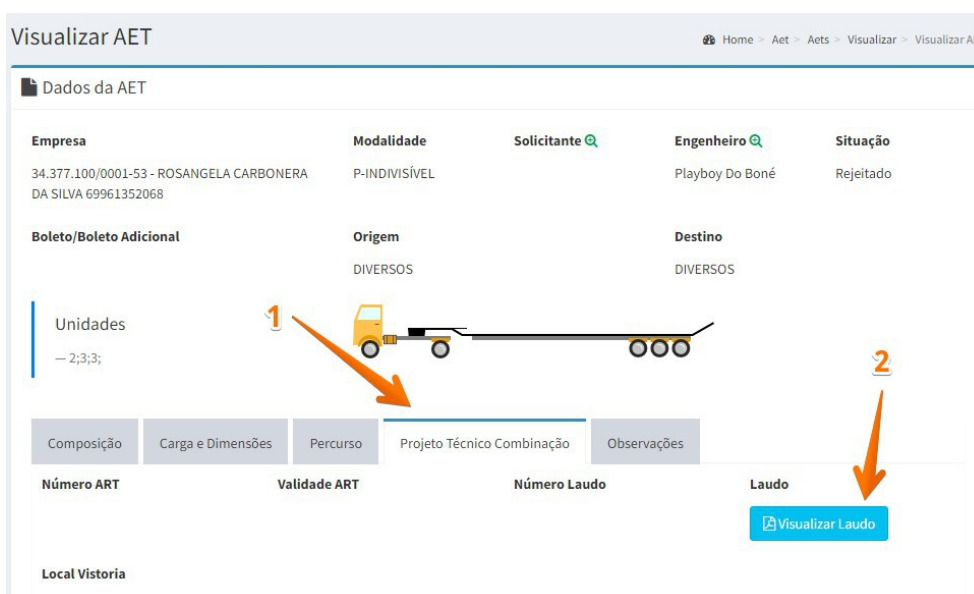 Visualizar AET
Home > Aet > Aets > Visualizar > Visualizar A
Dados da AET
Empresa Modalidade Solicitante Engenheiro Situação
34.377.100/0001-53 - ROSANGELA CARBONERA P-INDIVISÍVEL Playboy Do Boné Rejeitado
DA SILVA 69961352068
Boleto/Boleto Adicional Origem Destino
DIVERSOS DIVERSOS
1
Unidades
— 2;3;3;
2
Composição Carga e Dimensões Percurso Projeto Técnico Combinação Observações
Número ART Validade ART Número Laudo Laudo
Visualizar Laudo
Local Vistoria